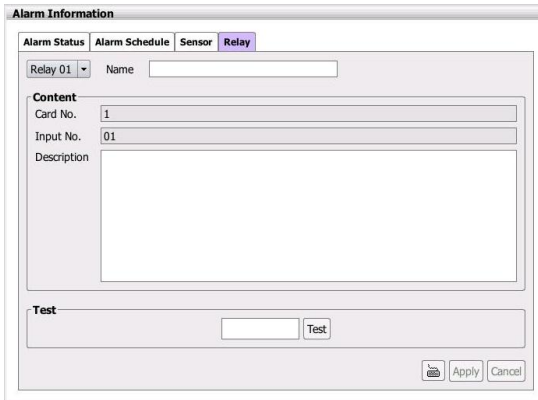 Alarm Information
Alarm Status Alarm Schedule Sensor Relay
Relay 01 Name
Content
Card No. 1
Input No. 01
Description
Test
Test
Apply Cancel